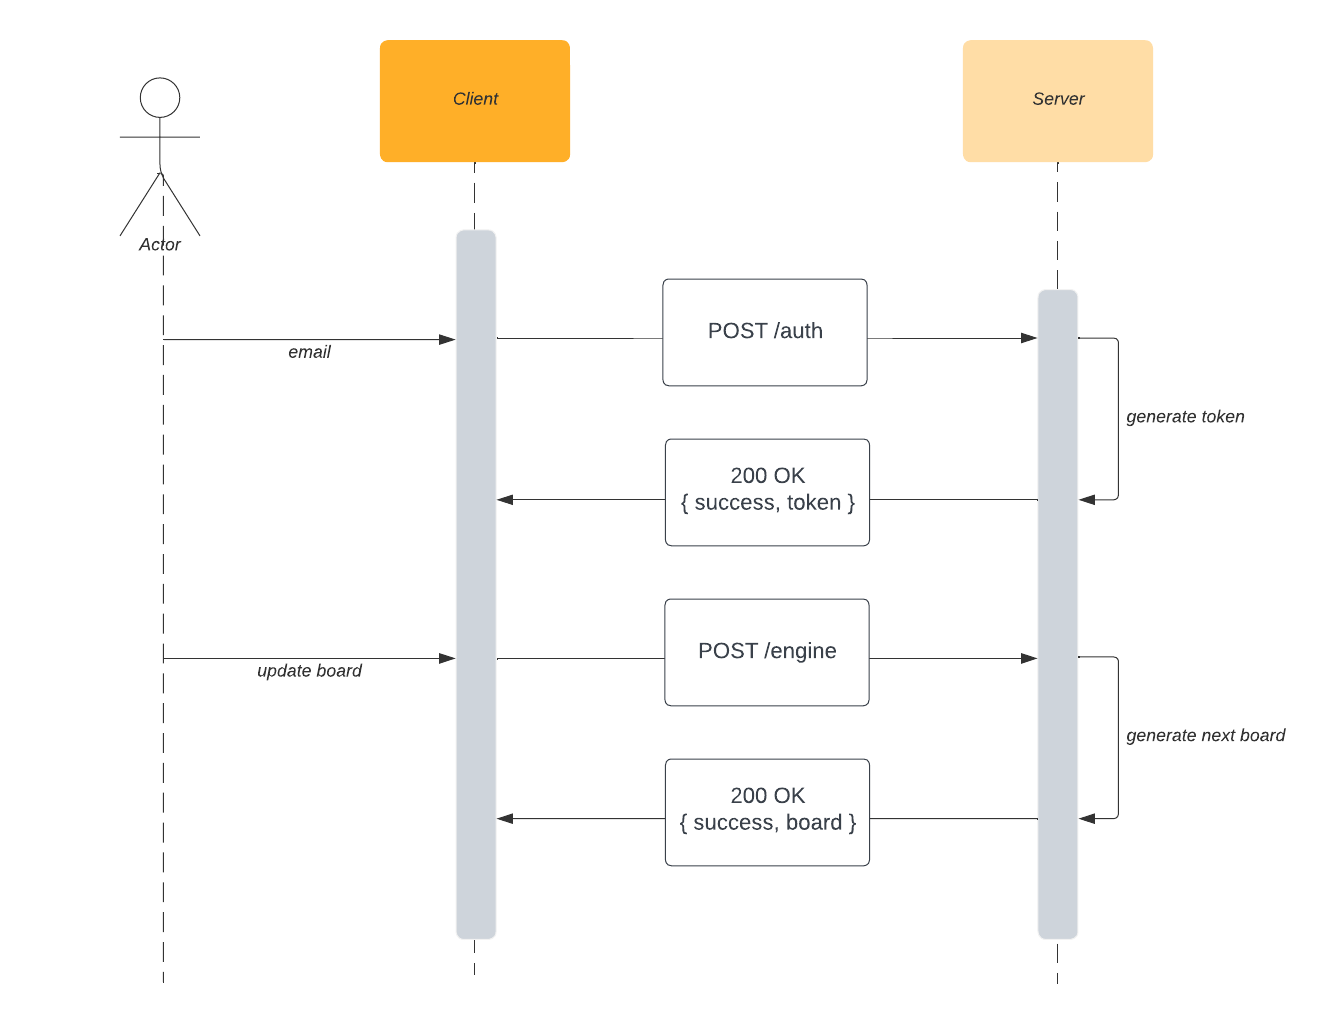 Client
Server
Actor
email
POST /auth
generate token
200 OK
{ success, token }
update board
POST /engine
generate next board
200 OK
{ success, board }